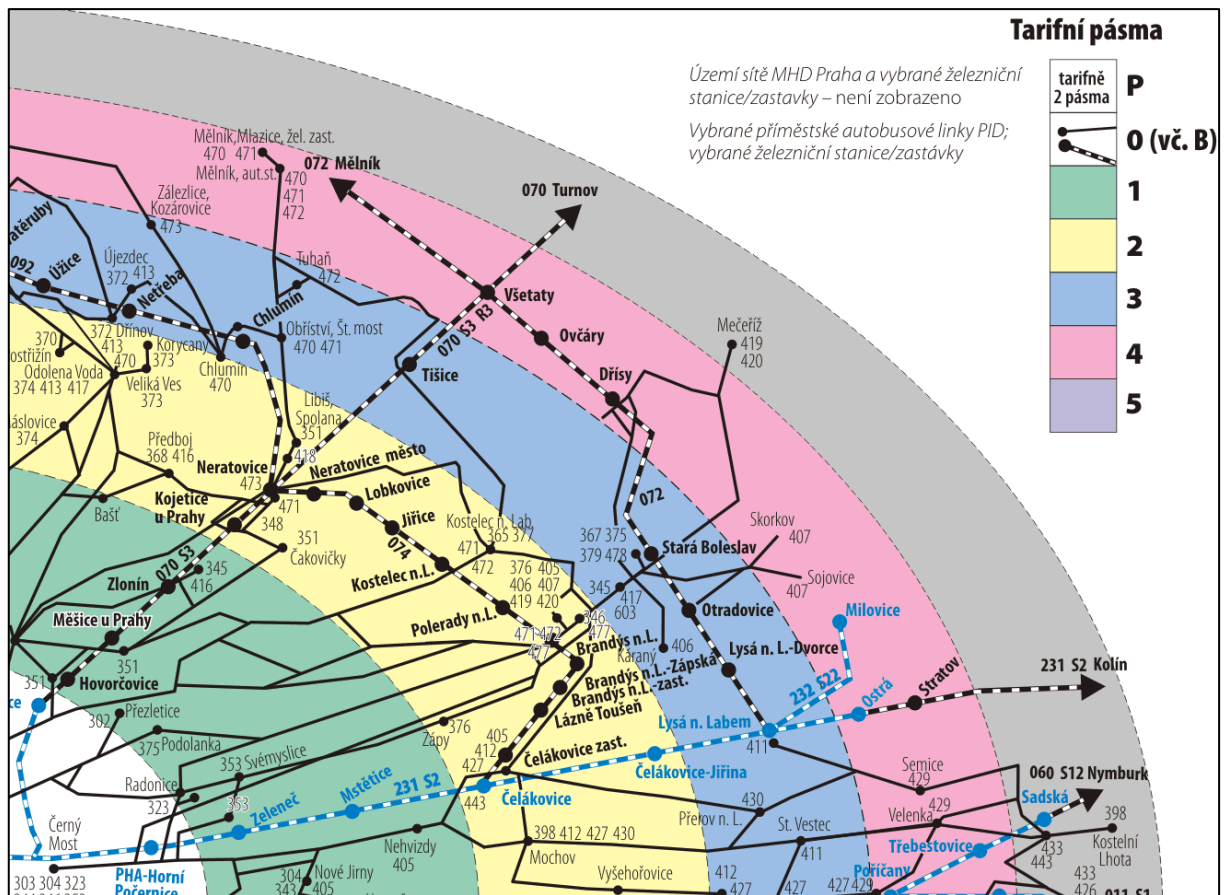 Tarifní pásma
Území sítě MHD Praha a vybrané železniční
stanice/zastavky – není zobrazeno
Vybrané příměstské autobusové linky PID;
vybrané železniční stanice/zastávky
tarifně
2 pásma
P
0 (vč. B)
1
2
3
4
5
Mělník,Mlazice, žel. zast.
470 471
Mělník, aut.st.
470
471
472
072 Mělník
070 Turnov
Zálezlice,
Kozárovice
473
092
Úžice
Újezdec
372 413
Netřeba
Tuhaň
472
Chlumín
Obříství, Št. most
470 471
Všetaty
070 S3 R3
Ovčáry
Tišice
Dřísy
Mečeříž
419
420
370
372 Dřínov
413
470
Korycany
373
Odolena Voda
374 413 417
Veliká Ves
373
Chlumín
470
374
Libiš,
Spolana
351
418
Předboj
368 416
Neratovice
473
471
Neratovice město
Lobkovice
Jiřice
074
Kojetice
u Prahy
348
351
Čakovičky
Bašť
Kostelec n. Lab.
365 377
471
472
Kostelec n.L.
376 405
406 407
419 420
072
367 375
379 478
Stará Boleslav
Skorkov
407
Sojovice
407
070 S3
Zlonín
345
416
Měšice u Prahy
Polerady n.L.
345
417
603
346
477
471 472
477
Otradovice
Milovice
Brandýs n.L.
Káraný
406
Lysá n. L.-Dvorce
Brandýs n.L.-Zápská
Brandýs n.L.-zast.
Lázně Toušeň
351
351
Hovorčovice
232 S22
Ostrá
Stratov
231 S2 Kolín
302
Přezletice
375
Podolanka
376
Zápy
405
412
427
Čelákovice zast.
Lysá n. Labem
411
Čelákovice-Jiřina
353 Svémyslice
Radonice
323
353
Zeleneč
Mstětice
231 S2
443
Čelákovice
Semice
429
060 S12 Nymburk
Sadská
430
Přerov n. L.
Velenka
429
St. Vestec
411
398
Kostelní
Lhota
433
443
Černý
Most
Nehvizdy
405
398 412 427 430
Mochov
Třebestovice
Poříčany
PHA-Horní
Počernice
303 304 323
304
343
Nové Jirny
405
Vyšehořovice
412
427
427
427 429
433
426
011 S1